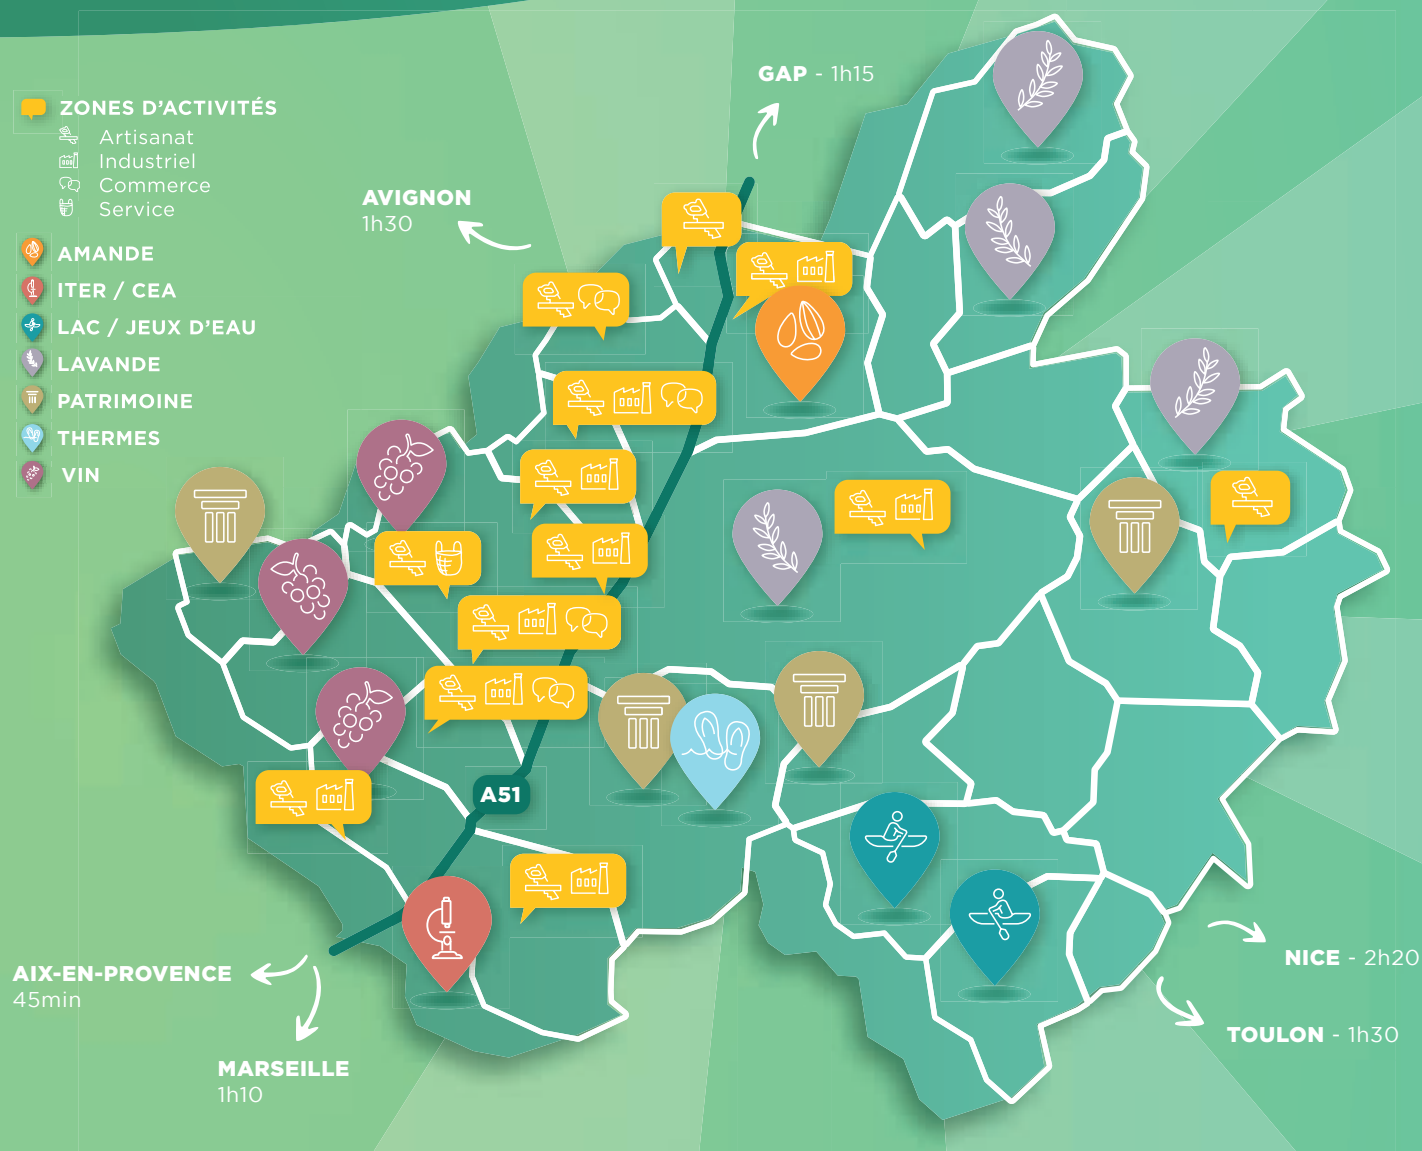 GAP - 1h15
ZONES D'ACTIVITÉS
Artisanat
Industriel
Commerce
Service
AVIGNON
1h30
AMANDE
ITER / CEA
LAC / JEUX D'EAU
LAVANDE
PATRIMOINE
THERMES
VIN
A51
AIX-EN-PROVENCE
45min
MARSEILLE
1h10
NICE - 2h20
TOULON - 1h30